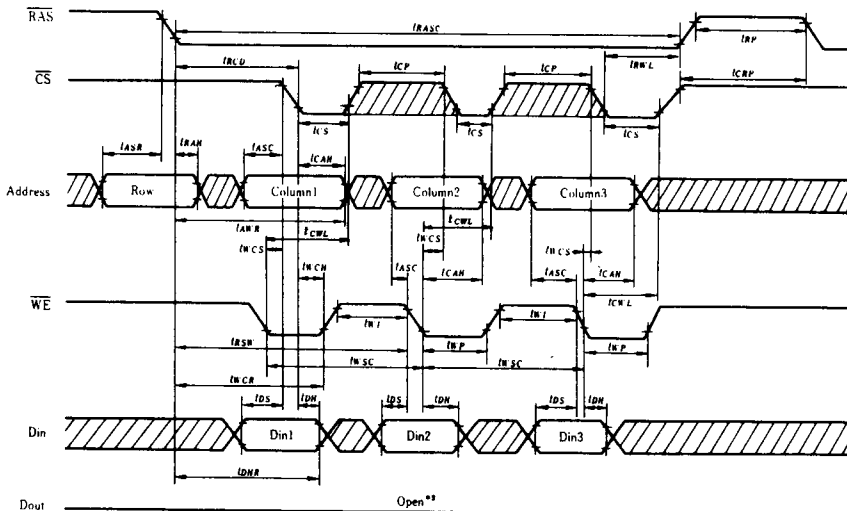 RAS
tRASC
tRP
tRCD
tRWL
tCP
tCP
tCRP
CS
tCS
tCS
tCS
tASR
tRAH
tASC
tCAH
Address
Row
Column1
Column2
Column3
tAWR
tCWL
tCWL
tWCS
tWCS
tWCS
tWCH
tASC
tCAH
tASC
tCAH
tCWL
WE
tWI
tWI
tRSW
tWP
tWP
tWSC
tWSC
tWCR
tDS
tDH
tDS
tDH
tDS
tDH
Din
Din1
Din2
Din3
tDHR
Dout
Open